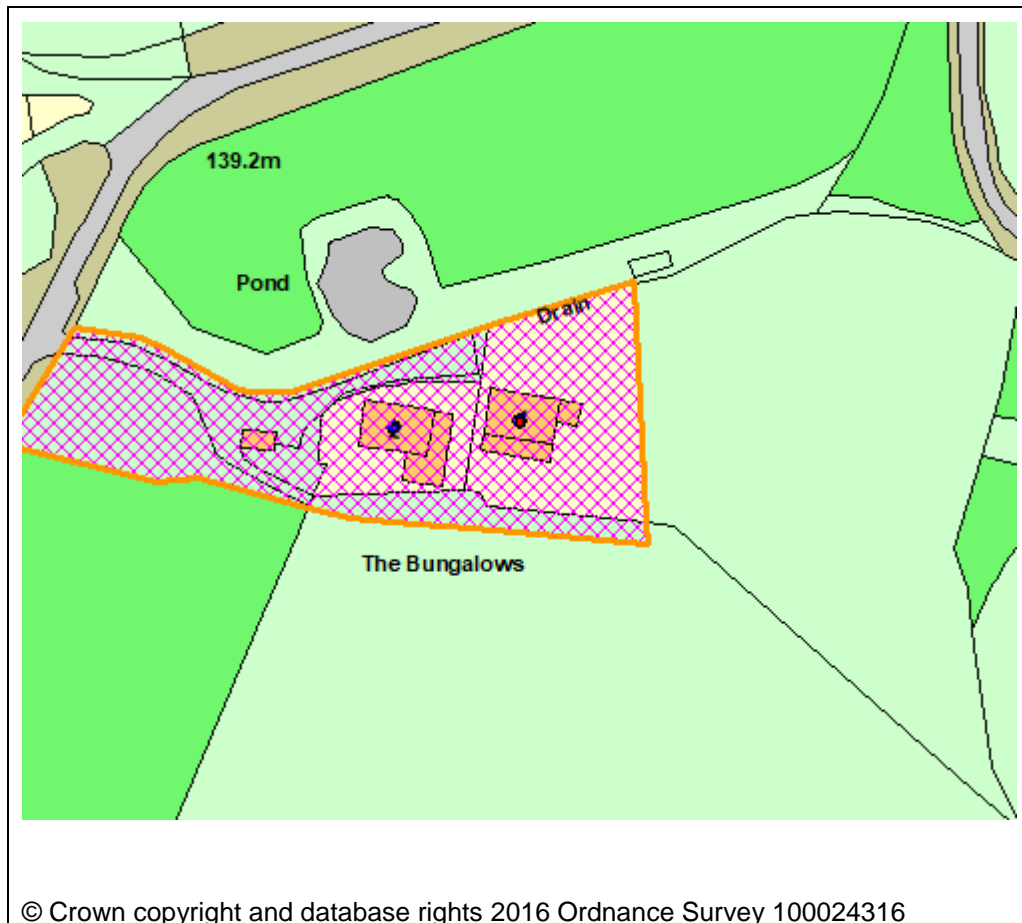 139.2m
Pond
Drain
The Bungalows
© Crown copyright and database rights 2016 Ordnance Survey 100024316